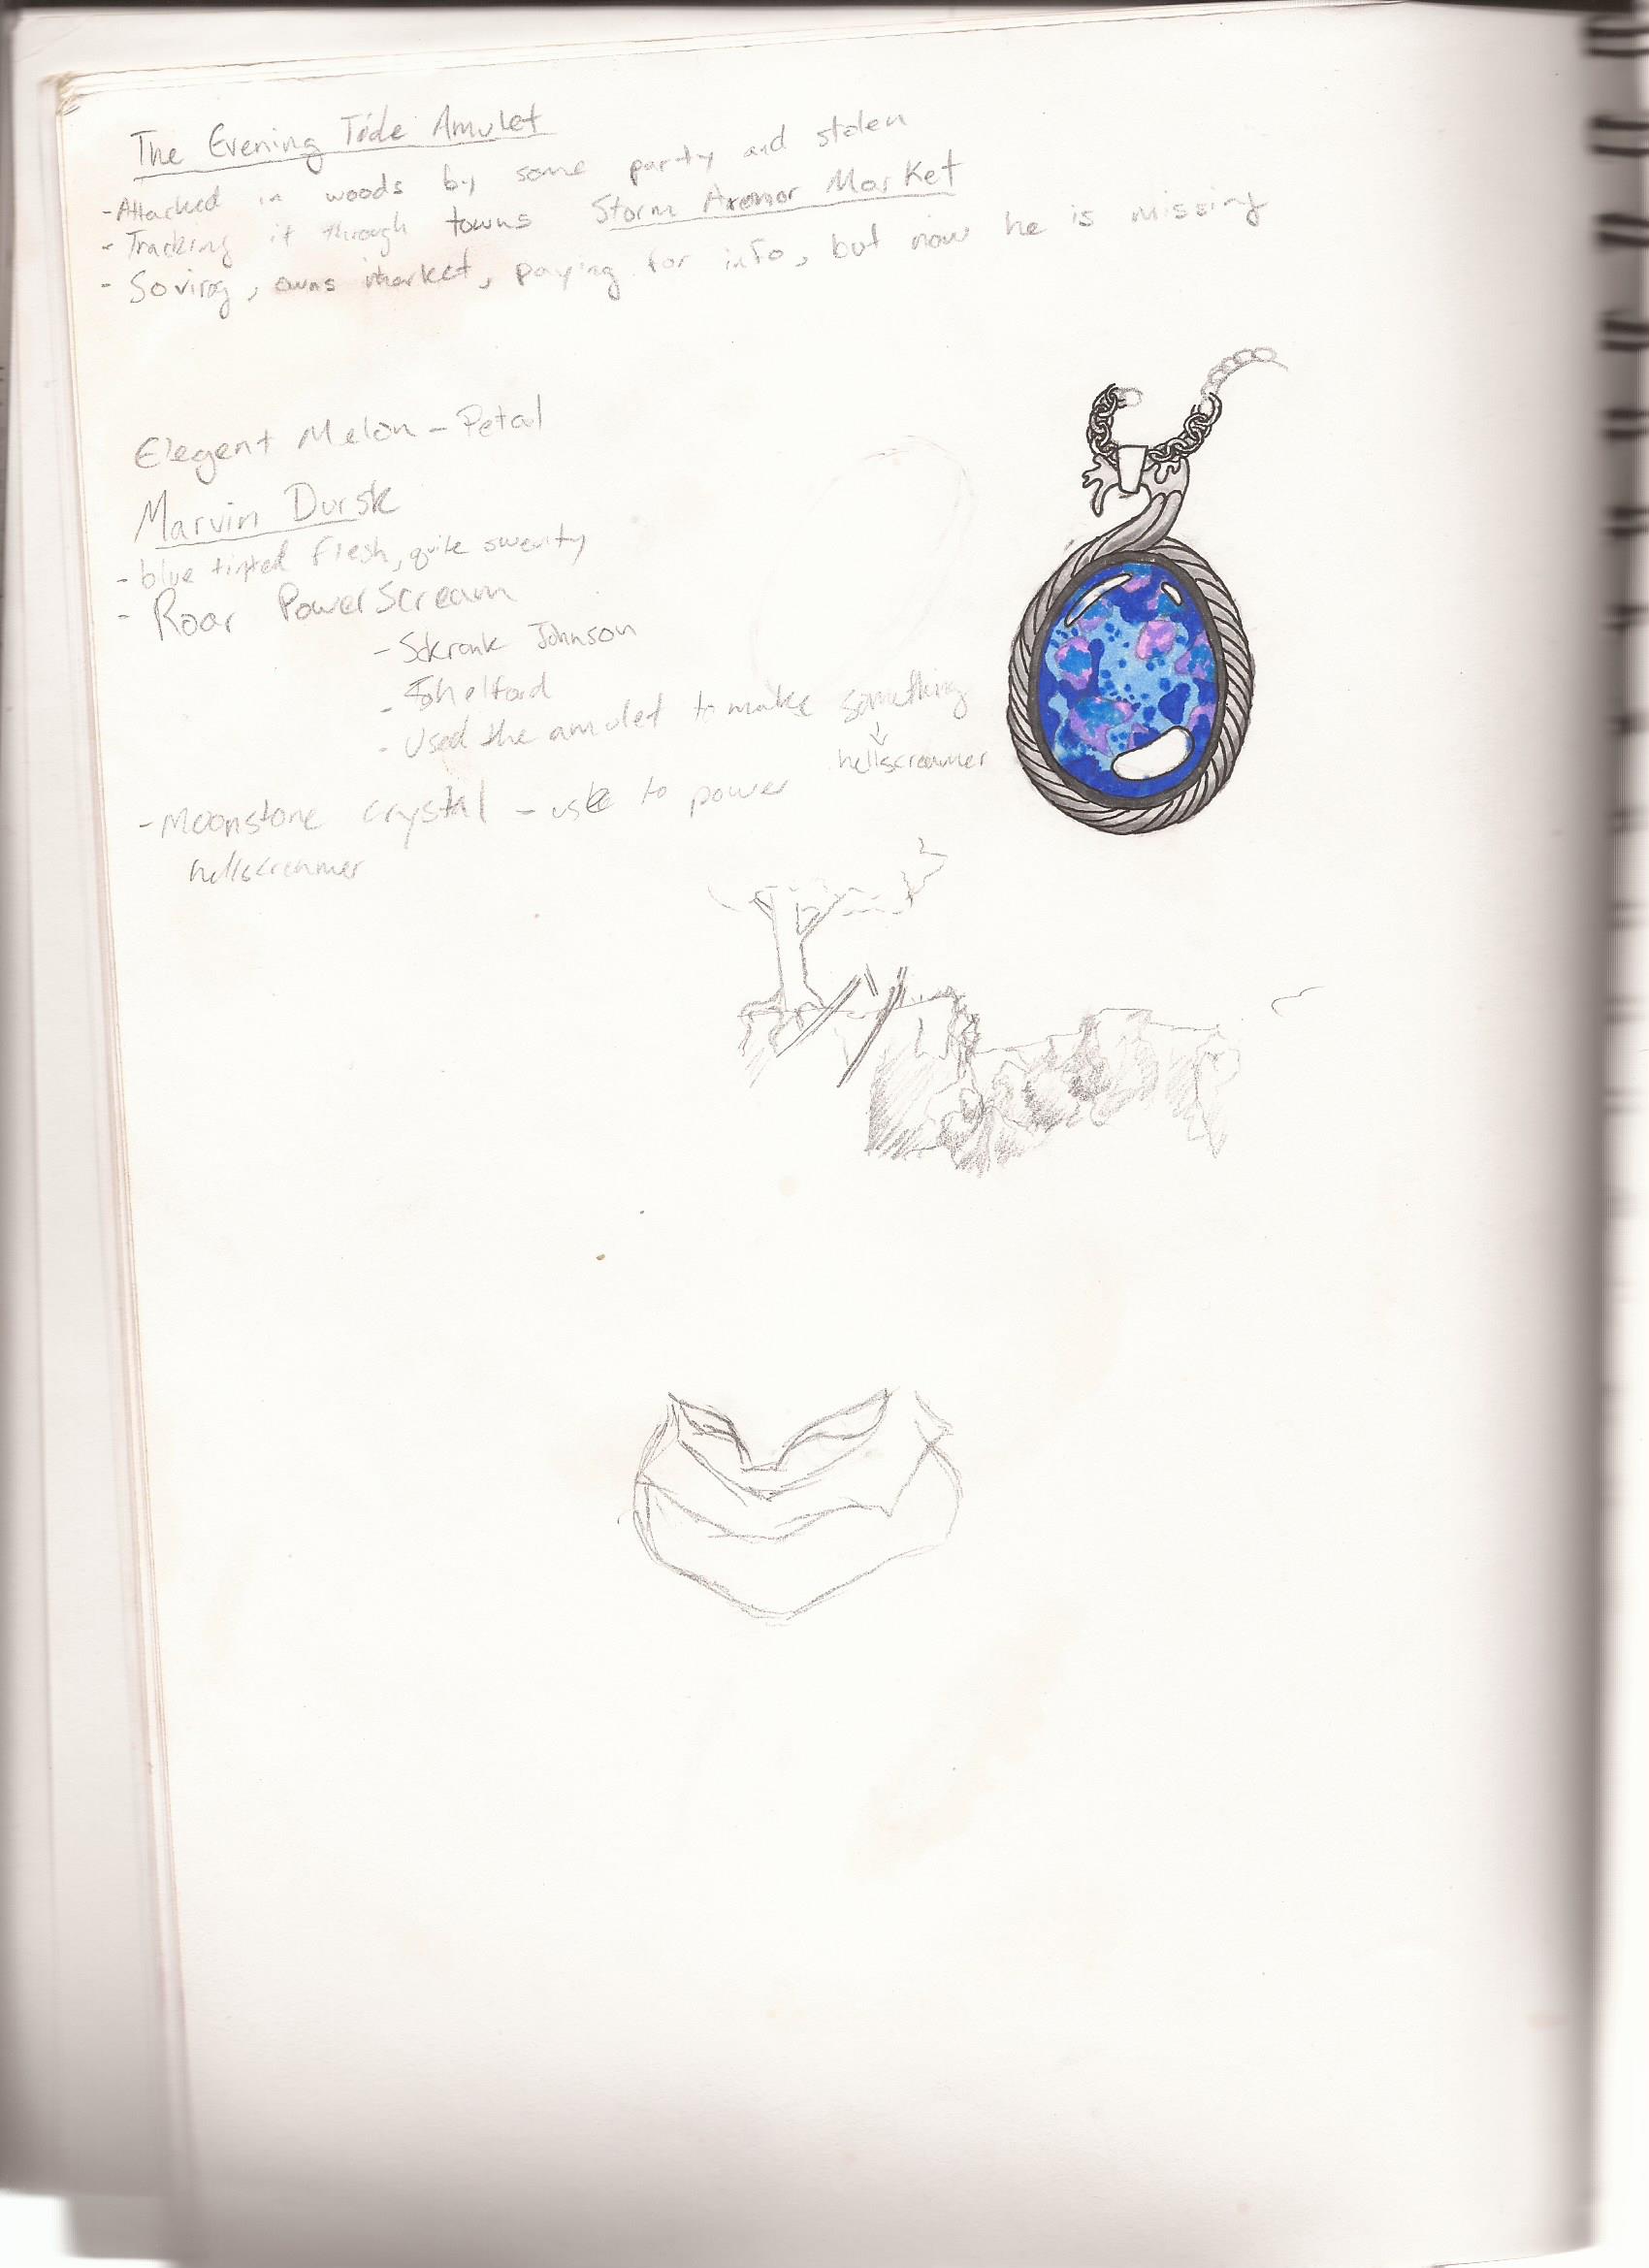 The Evening Tide Amulet
- Attacked in woods by some party and stolen
- Tracking it through towns Storm Armor Market
- Soviroy, owns market, paying for info, but now he is missing
Elegent Melon - Petal
Marvin Dursk
- blue tinted flesh, quite sweaty
- Roar PowerScream
- Skronk Johnson
- Shelford
- Used the amulet to make something
↓
hellscreamer
- Moonstone crystal - use to power
hellscreamer